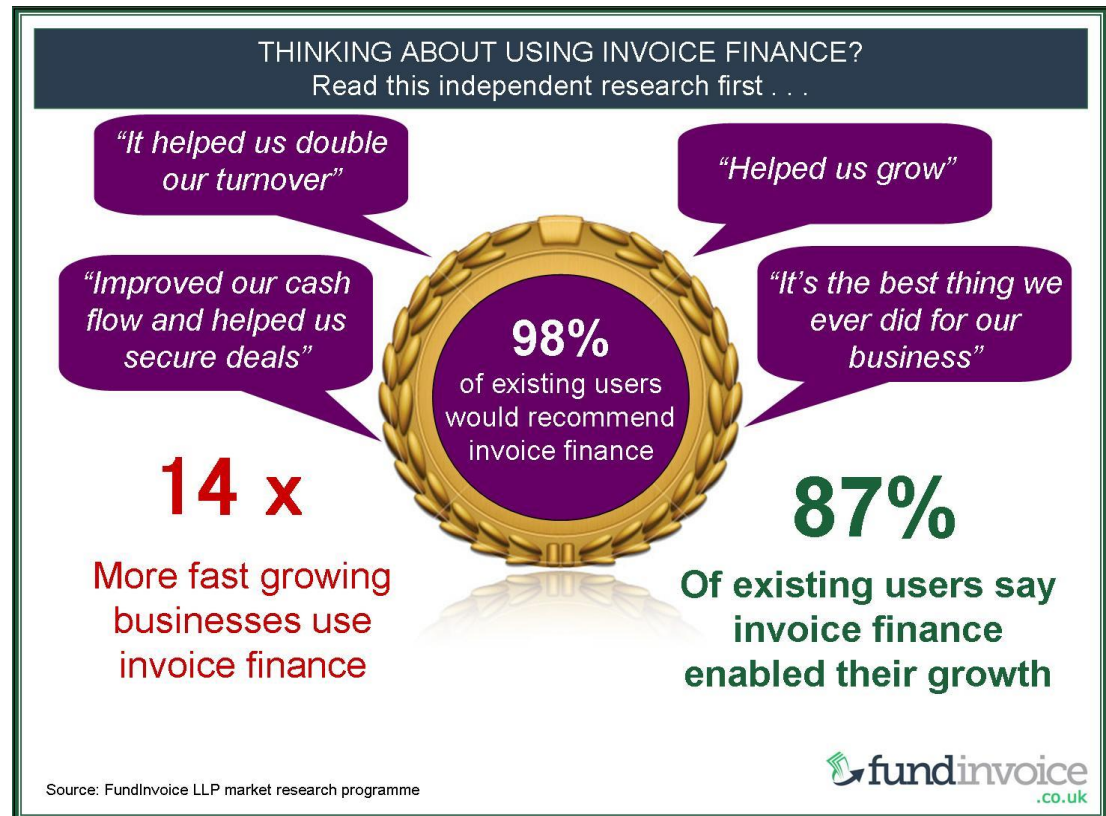 THINKING ABOUT USING INVOICE FINANCE?
Read this independent research first . . .
“It helped us double
our turnover”
“Helped us grow”
“Improved our cash
flow and helped us
secure deals”
“It’s the best thing we
ever did for our
business”
98%
of existing users
would recommend
invoice finance
14 x
More fast growing
businesses use
invoice finance
87%
Of existing users say
invoice finance
enabled their growth
Source: FundInvoice LLP market research programme
fundinvoice
.co.uk